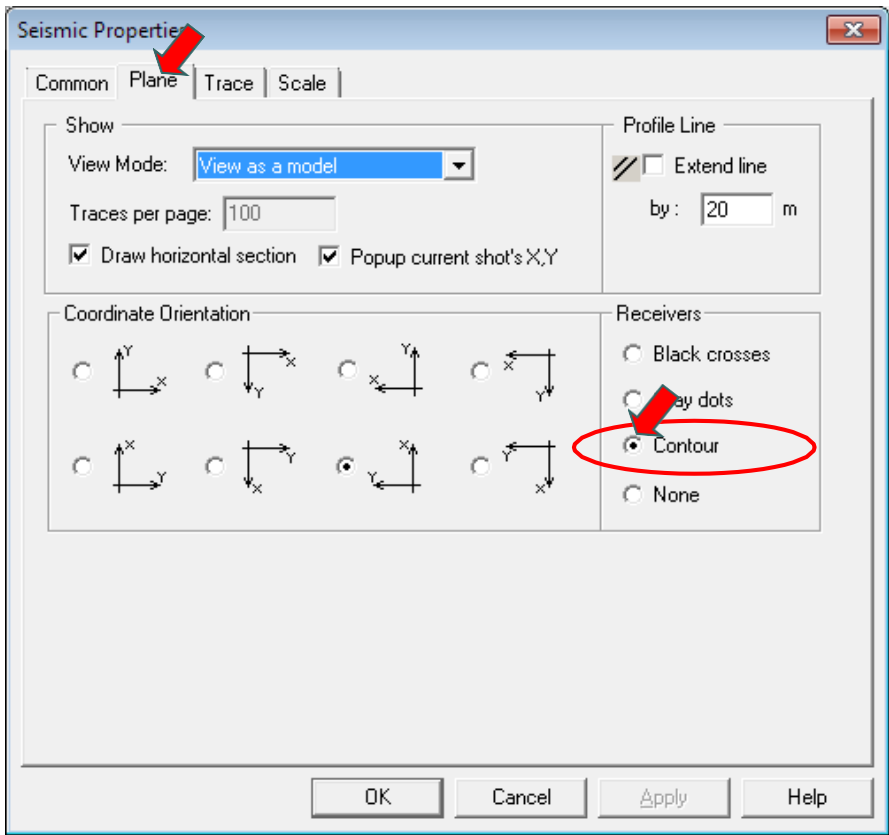 Seismic Properties
Common Plane Trace Scale
Show
View Mode: View as a model
Traces per page: 100
Draw horizontal section Popup current shot's X,Y
Profile Line
Extend line
by: 20 m
Coordinate Orientation
Y X X Y Y X X Y
X Y Y X X Y Y X
Receivers
Black crosses
dots
Contour
None
OK Cancel Apply Help